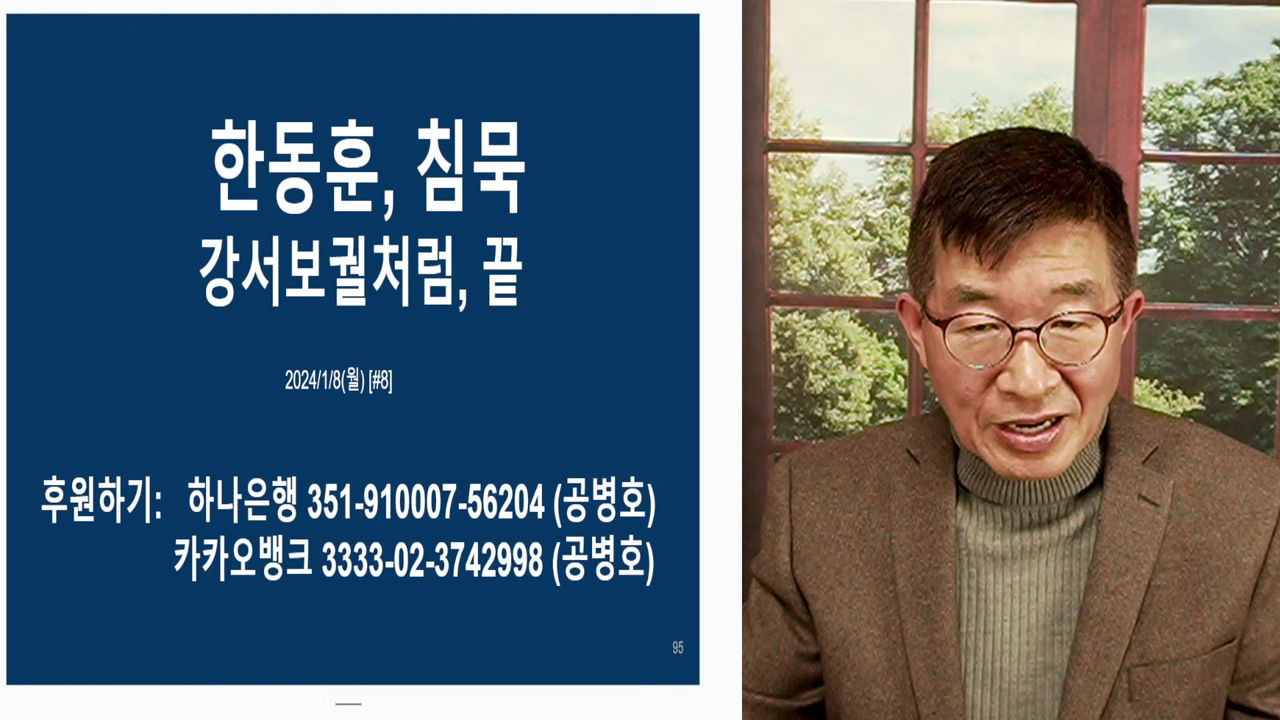 한동훈, 침묵
강서보궐처럼, 끝
2024/1/8(월) [#8]
후원하기: 하나은행 351-910007-56204 (공병호)
카카오뱅크 3333-02-3742998 (공병호)
95